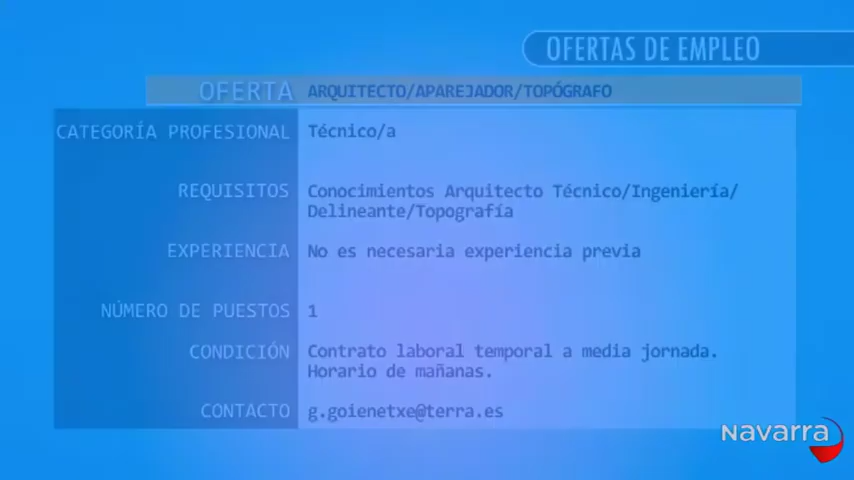 OFERTAS DE EMPLEO
OFERTA ARQUITECTO/APAREJADOR/TOPÓGRAFO
CATEGORÍA PROFESIONAL Técnico/a
REQUISITOS Conocimientos Arquitecto Técnico/Ingeniería/
Delineante/Topografía
EXPERIENCIA No es necesaria experiencia previa
NÚMERO DE PUESTOS 1
CONDICIÓN Contrato laboral temporal a media jornada.
Horario de mañanas.
CONTACTO g.goienetxe@terra.es
Navarra